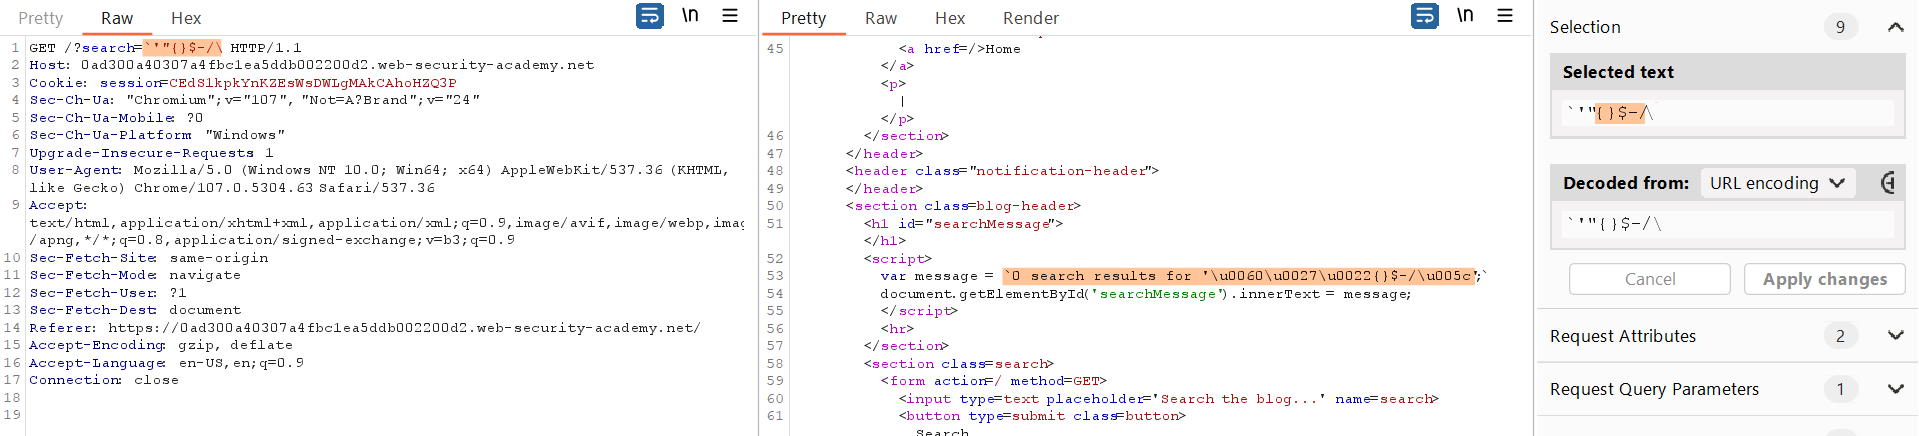 Pretty Raw Hex \n
1 GET /?search=`'"{}$-/\ HTTP/1.1
2 Host: 0ad300a40307a4fbc1ea5ddb002200d2.web-security-academy.net
3 Cookie: session=CEdS1kpkYnKZEsWsDWLgMAkCAhoHZQ3P
4 Sec-Ch-Ua: "Chromium";v="107", "Not=A?Brand";v="24"
5 Sec-Ch-Ua-Mobile: ?0
6 Sec-Ch-Ua-Platform: "Windows"
7 Upgrade-Insecure-Requests: 1
8 User-Agent: Mozilla/5.0 (Windows NT 10.0; Win64; x64) AppleWebKit/537.36 (KHTML,
like Gecko) Chrome/107.0.5304.63 Safari/537.36
9 Accept:
text/html,application/xhtml+xml,application/xml;q=0.9,image/avif,image/webp,imag
/apng,*/*;q=0.8,application/signed-exchange;v=b3;q=0.9
10 Sec-Fetch-Site: same-origin
11 Sec-Fetch-Mode: navigate
12 Sec-Fetch-User: ?1
13 Sec-Fetch-Dest: document
14 Referer: https://0ad300a40307a4fbc1ea5ddb002200d2.web-security-academy.net/
15 Accept-Encoding: gzip, deflate
16 Accept-Language: en-US,en;q=0.9
17 Connection: close
18
19
Pretty Raw Hex Render \n
45 <a href=/>Home
</a>
<p>
|
</p>
46 </section>
47 </header>
48 <header class="notification-header">
49 </header>
50 <section class=blog-header>
51 <h1 id="searchMessage">
</h1>
52 <script>
53 var message = `0 search results for '\u0060\u0027\u0022{}$-/\u005c';`
54 document.getElementById('searchMessage').innerText = message;
55 </script>
56 <hr>
57 </section>
58 <section class=search>
59 <form action=/ method=GET>
60 <input type=text placeholder='Search the blog...' name=search>
61 <button type=submit class=button>
Search
Selection 9
Selected text
`'"{}$-/\
Decoded from: URL encoding
`'"{}$-/\
Cancel Apply changes
Request Attributes 2
Request Query Parameters 1